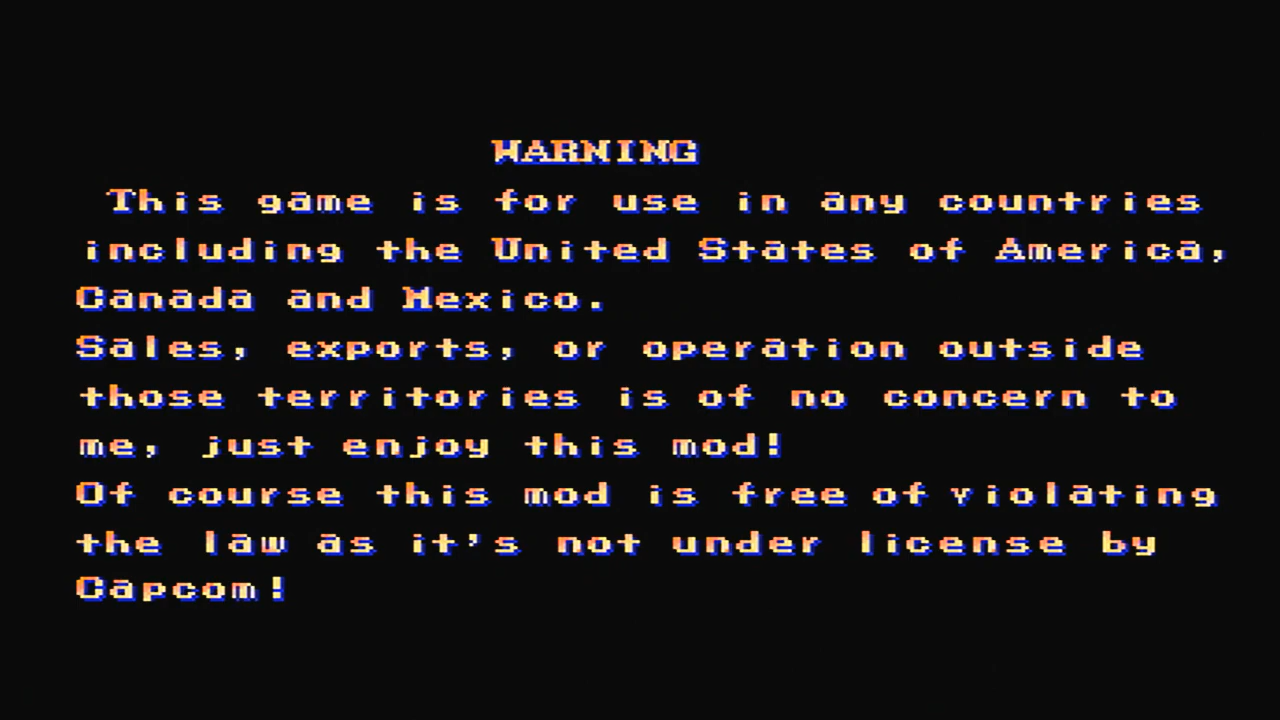 WARNING
This game is for use in any countries
including the United States of America,
Canada and Mexico.
Sales, exports, or operation outside
those territories is of no concern to
me, just enjoy this mod!
Of course this mod is free of violating
the law as it's not under license by
Capcom!